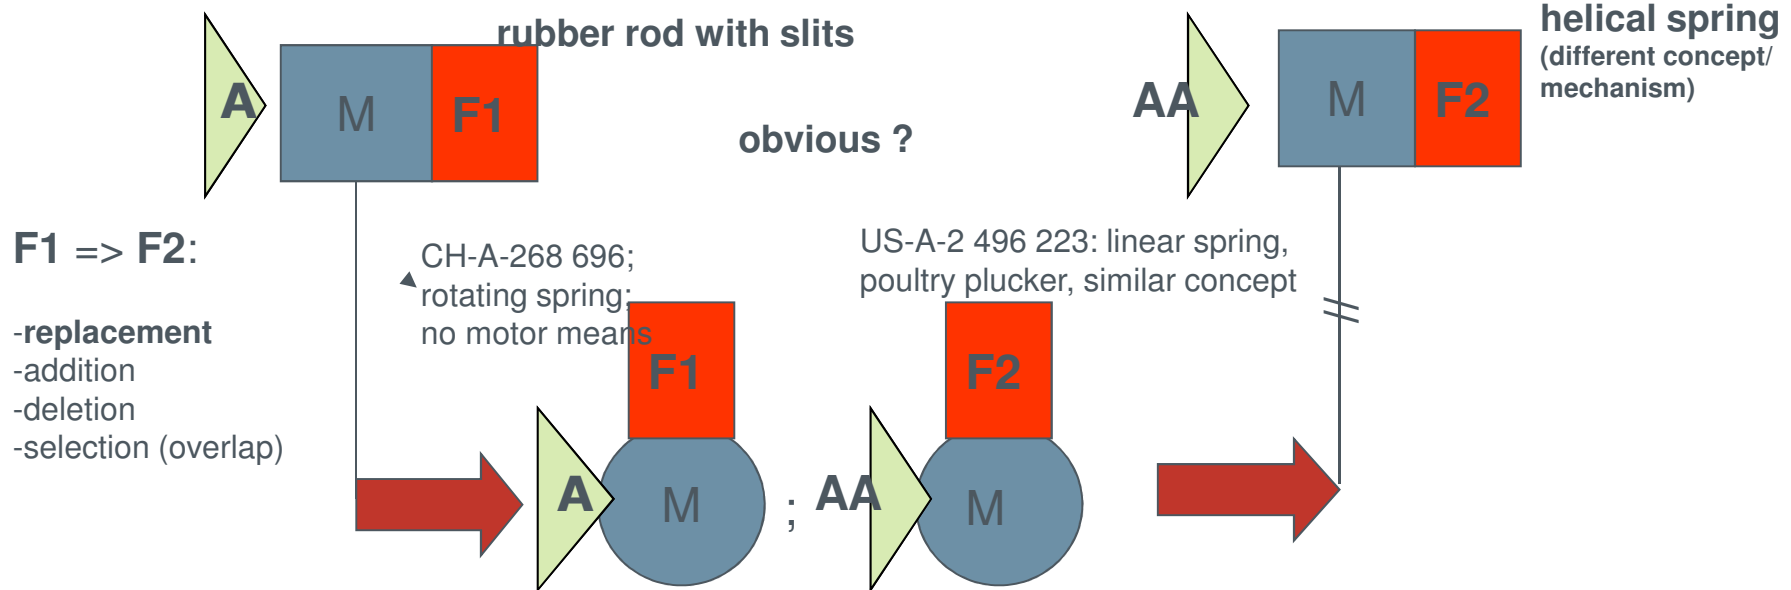 rubber rod with slits
helical spring
(different concept/
mechanism)
A
M
F1
AA
M
F2
obvious ?
F1 => F2:
CH-A-268 696;
rotating spring;
no motor means
US-A-2 496 223: linear spring,
poultry plucker, similar concept
-replacement
-addition
-deletion
-selection (overlap)
F1
F2
A
M
;
AA
M